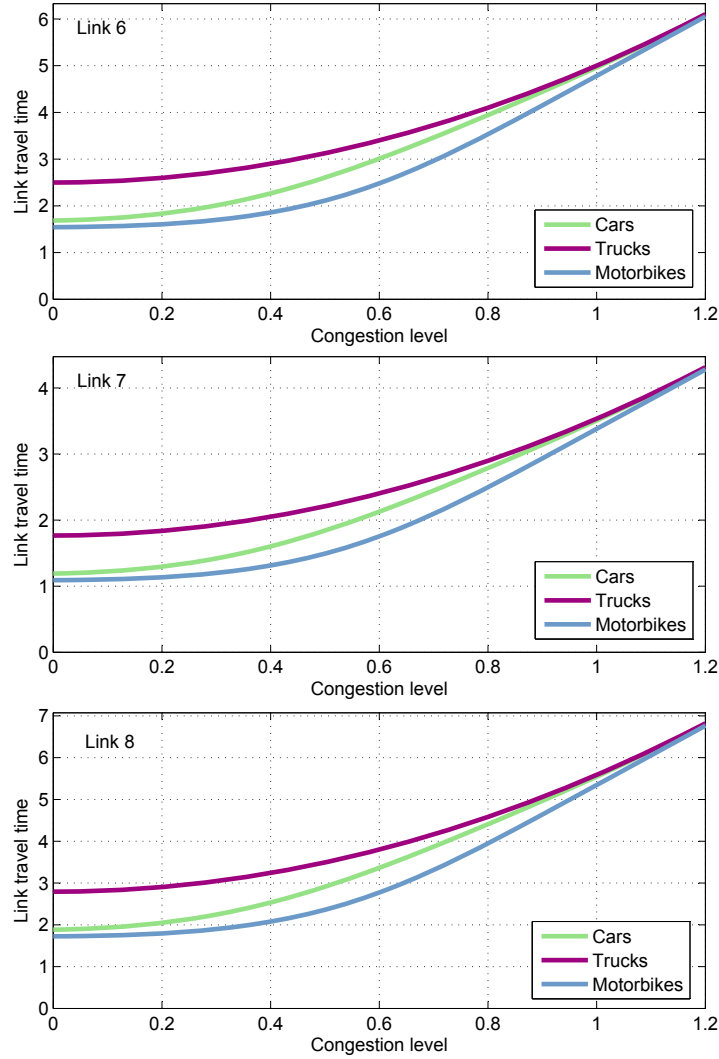 Link 6
Link travel time
6
5
4
3
2
1
0
Cars
Trucks
Motorbikes
0 0.2 0.4 0.6 0.8 1 1.2
Congestion level
Link 7
Link travel time
4
3
2
1
0
Cars
Trucks
Motorbikes
0 0.2 0.4 0.6 0.8 1 1.2
Congestion level
Link 8
Link travel time
7
6
5
4
3
2
1
0
Cars
Trucks
Motorbikes
0 0.2 0.4 0.6 0.8 1 1.2
Congestion level